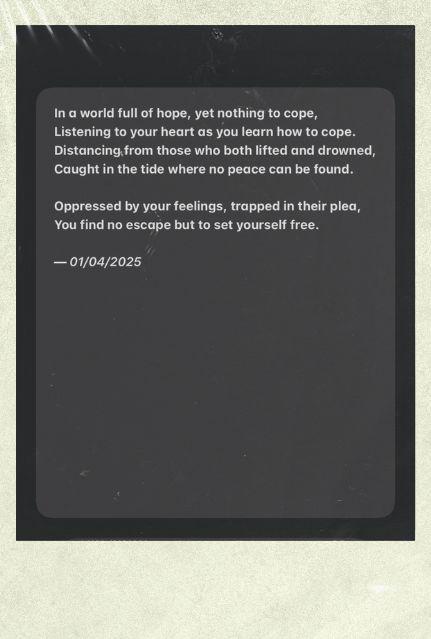 In a world full of hope, yet nothing to cope,
Listening to your heart as you learn how to cope.
Distancing from those who both lifted and drowned,
Caught in the tide where no peace can be found.
Oppressed by your feelings, trapped in their plea,
You find no escape but to set yourself free.
— 01/04/2025